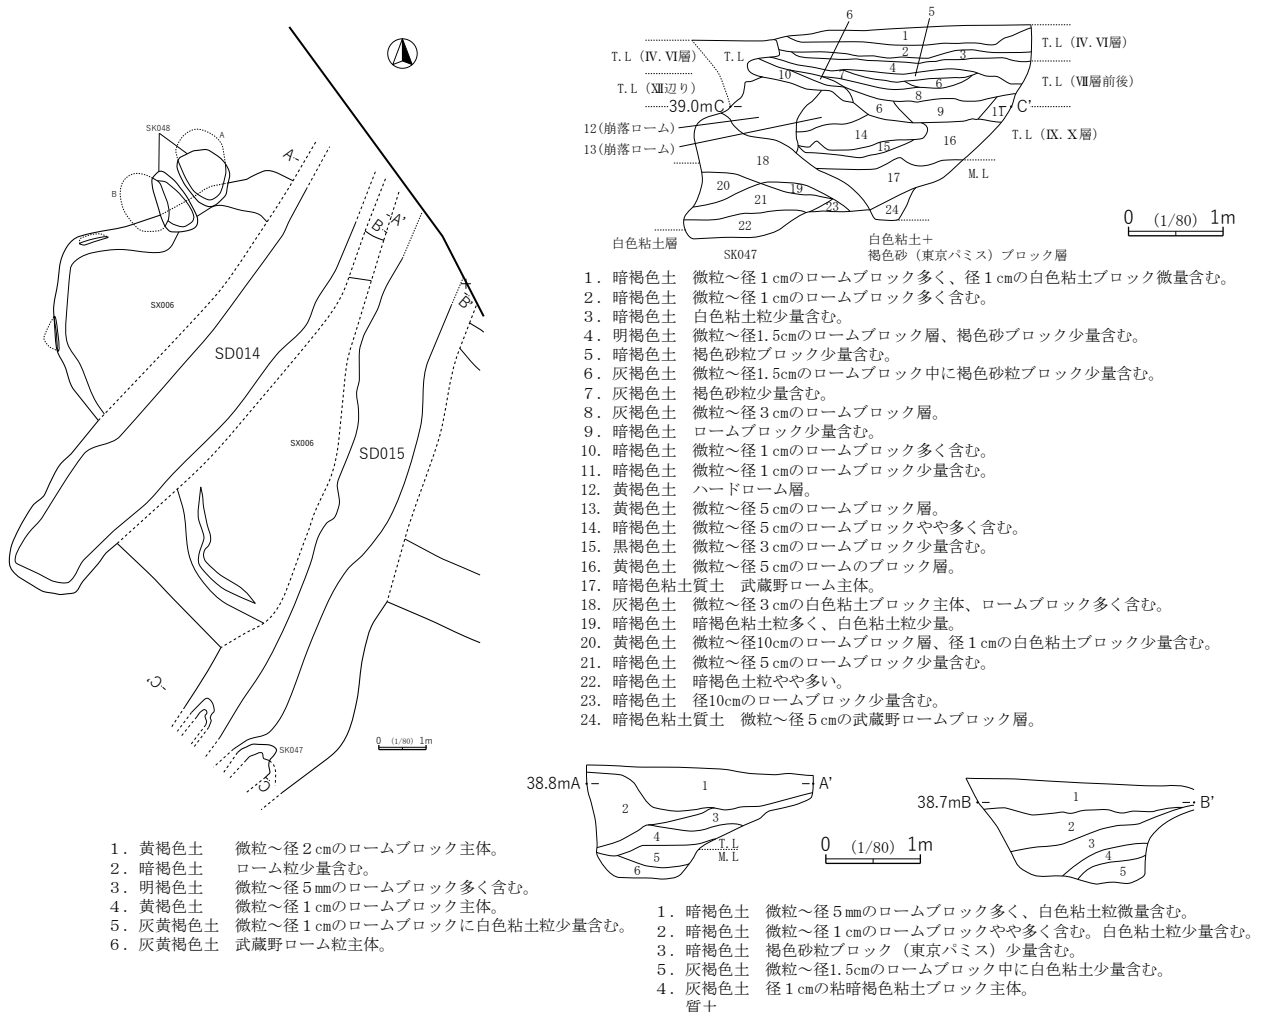 6
5
1
T.L（Ⅳ.Ⅵ層）
T.L
2
3
T.L（Ⅳ.Ⅵ層）
4
10
7
6
T.L（Ⅻ辺り）
T.L（Ⅶ層前後）
8
39.0mC
6
9
11
C’
12(崩落ローム)
14
16
T.L（Ⅸ.Ⅹ層）
13(崩落ローム)
15
18
17
M.L
20
19
21
23
24
22
白色粘土層
SK047
白色粘土＋
褐色砂（東京パミス）ブロック層
0 (1/80) 1m
SK048
A
B
A
A’
B
B’
SX006
SD014
SX006
SD015
C’
SK047
C
0 (1/80) 1m
１．暗褐色土　微粒～径１cmのロームブロック多く、径１cmの白色粘土ブロック微量含む。
２．暗褐色土　微粒～径１cmのロームブロック多く含む。
３．暗褐色土　白色粘土粒少量含む。
４．明褐色土　微粒～径1.5cmのロームブロック層、褐色砂ブロック少量含む。
５．暗褐色土　褐色砂粒ブロック少量含む。
６．灰褐色土　微粒～径1.5cmのロームブロック中に褐色砂粒ブロック少量含む。
７．灰褐色土　褐色砂粒少量含む。
８．灰褐色土　微粒～径３cmのロームブロック層。
９．暗褐色土　ロームブロック少量含む。
10．暗褐色土　微粒～径１cmのロームブロック多く含む。
11．暗褐色土　微粒～径１cmのロームブロック少量含む。
12．黄褐色土　ハードローム層。
13．黄褐色土　微粒～径５cmのロームブロック層。
14．暗褐色土　微粒～径５cmのロームブロックやや多く含む。
15．黒褐色土　微粒～径３cmのロームブロック少量含む。
16．黄褐色土　微粒～径５cmのロームのブロック層。
17．暗褐色粘土質土　武蔵野ローム主体。
18．灰褐色土　微粒～径３cmの白色粘土ブロック主体、ロームブロック多く含む。
19．暗褐色土　暗褐色粘土粒多く、白色粘土粒少量。
20．黄褐色土　微粒～径10cmのロームブロック層、径１cmの白色粘土ブロック少量含む。
21．暗褐色土　微粒～径５cmのロームブロック少量含む。
22．暗褐色土　暗褐色土粒やや多い。
23．暗褐色土　径10cmのロームブロック少量含む。
24．暗褐色粘土質土　微粒～径５cmの武蔵野ロームブロック層。
38.8mA
1
A’
2
3
4
5
6
T.L
M.L
0 (1/80) 1m
38.7mB
1
B’
2
3
4
5
１．黄褐色土　微粒～径２cmのロームブロック主体。
２．暗褐色土　ローム粒少量含む。
３．明褐色土　微粒～径５mmのロームブロック多く含む。
４．黄褐色土　微粒～径１cmのロームブロック主体。
５．灰黄褐色土　微粒～径１cmのロームブロックに白色粘土粒少量含む。
６．灰黄褐色土　武蔵野ローム粒主体。
１．暗褐色土　微粒～径５mmのロームブロック多く、白色粘土粒微量含む。
２．暗褐色土　微粒～径１cmのロームブロックやや多く含む。白色粘土粒少量含む。
３．暗褐色土　褐色砂粒ブロック（東京パミス）少量含む。
５．灰褐色土　微粒～径1.5cmのロームブロック中に白色粘土少量含む。
４．灰褐色土　径１cmの粘暗褐色粘土ブロック主体。
質土